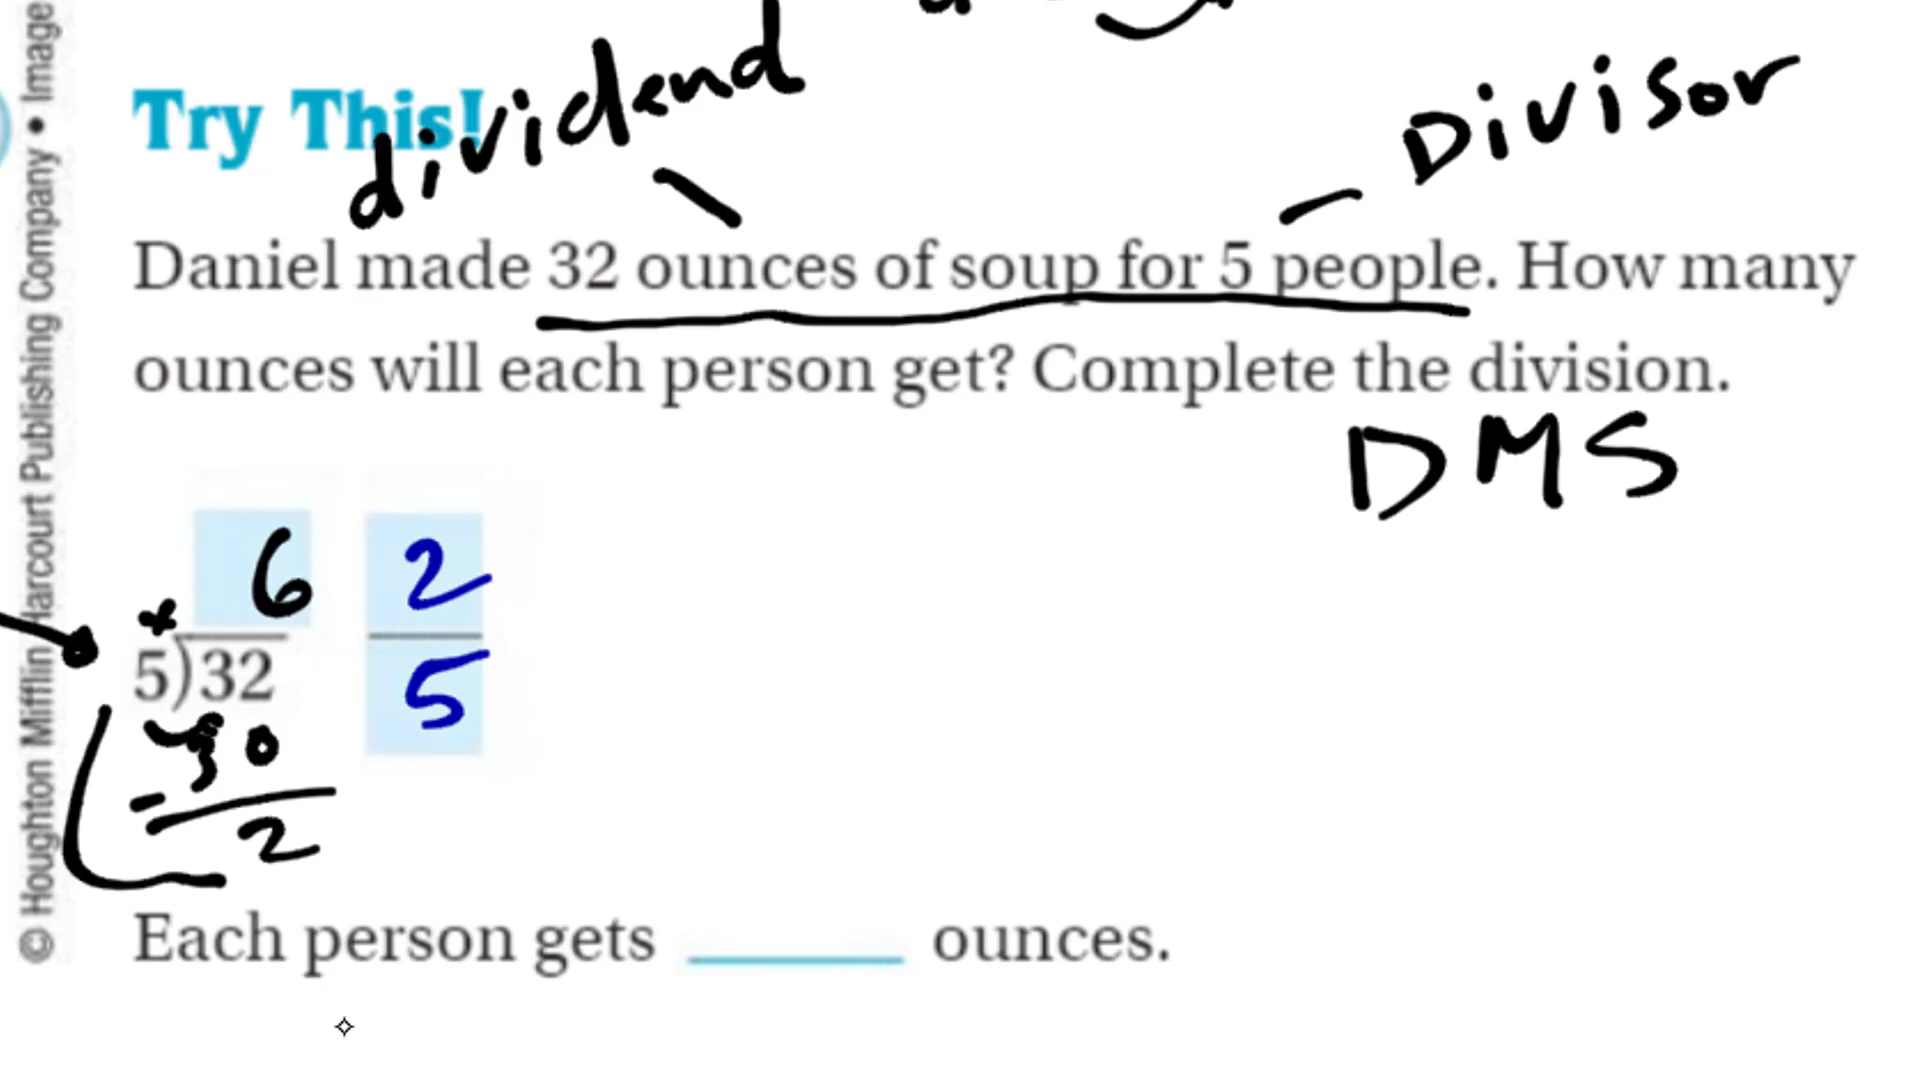 © Houghton Mifflin Harcourt Publishing Company • Image
dividend
Divisor
Try This!
Daniel made 32 ounces of soup for 5 people. How many
ounces will each person get? Complete the division.
DMS
6 2
x
5)32 5
30
- 2
Each person gets ounces.